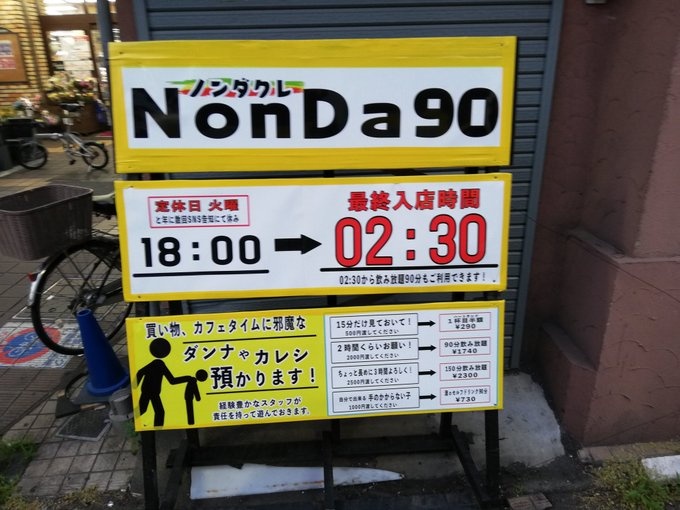 ノンダクレ
NonDa90
定休日 火曜
と年に数回SNS告知にて休み
18:00
最終入店時間
02:30
02:30から飲み放題90分もご利用できます!
買い物、カフェタイムに邪魔な
ダンナやカレシ
預かります!
経験豊かなスタッフが
責任を持って遊んでおきます。
15分だけ見ておいて!
500円渡してください
1杯目半額
¥290
2時間くらいお願い!
2000円渡してください
90分飲み放題
¥1740
ちょっと長めに3時間よろしく!
2500円渡してください
150分飲み放題
¥2300
自分で出来る 手のかからない子
1000円渡してください
セルフドリンク90分
¥730